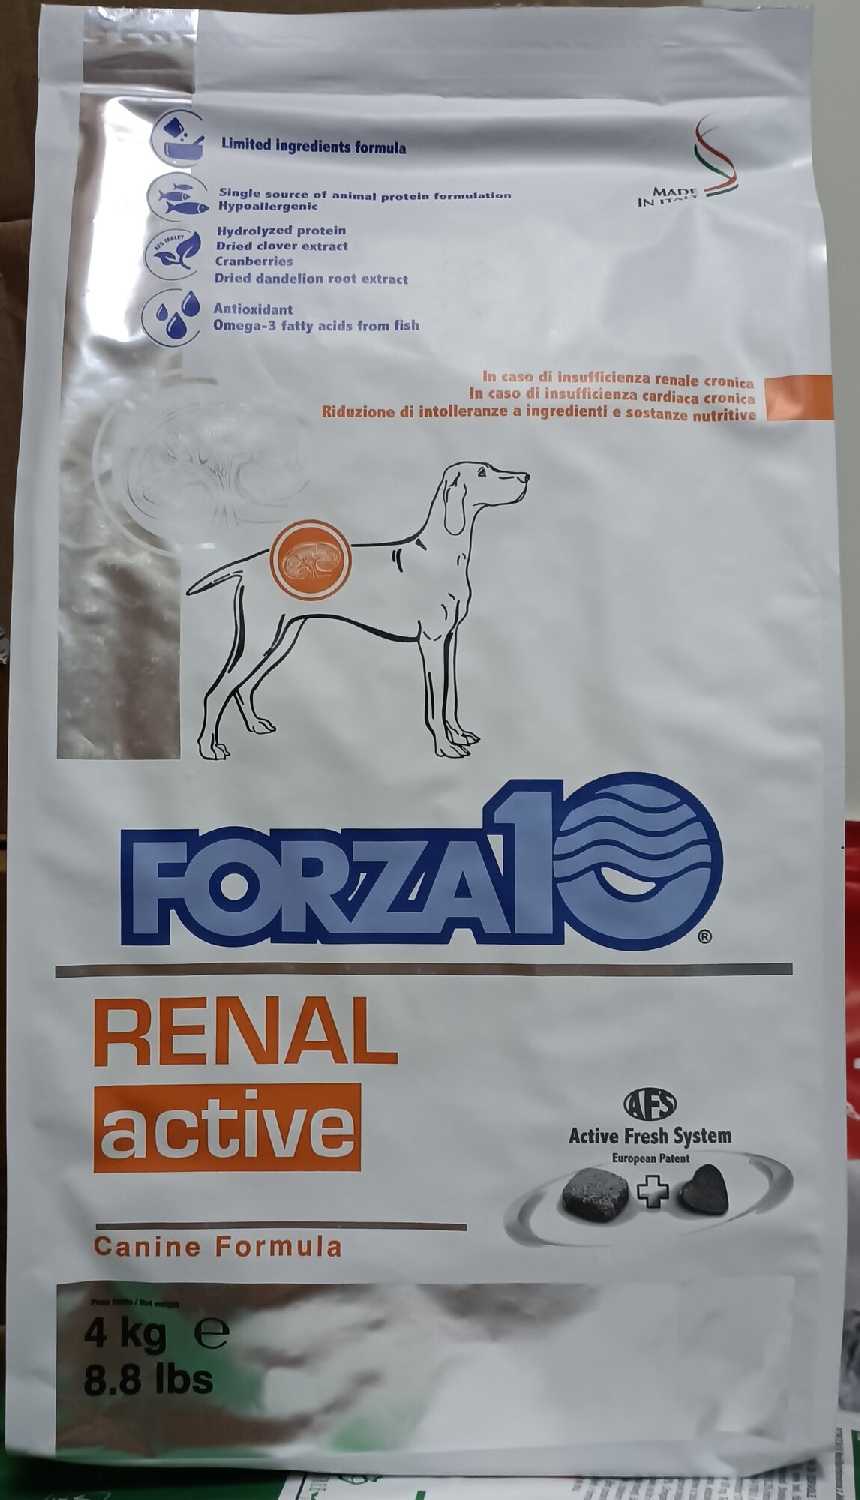 Limited ingredients formula
Single source of animal protein formulation
Hypoallergenic
Hydrolyzed protein
Dried clover extract
Cranberries
Dried dandelion root extract
Antioxidant
Omega-3 fatty acids from fish
MADE
IN ITALY
In caso di insufficienza renale cronica
In caso di insufficienza cardiaca cronica
Riduzione di intolleranze a ingredienti e sostanze nutritive
FORZA10
®
RENAL
active
AFS
Active Fresh System
European Patent
Canine Formula
4 kg ℮
8.8 lbs